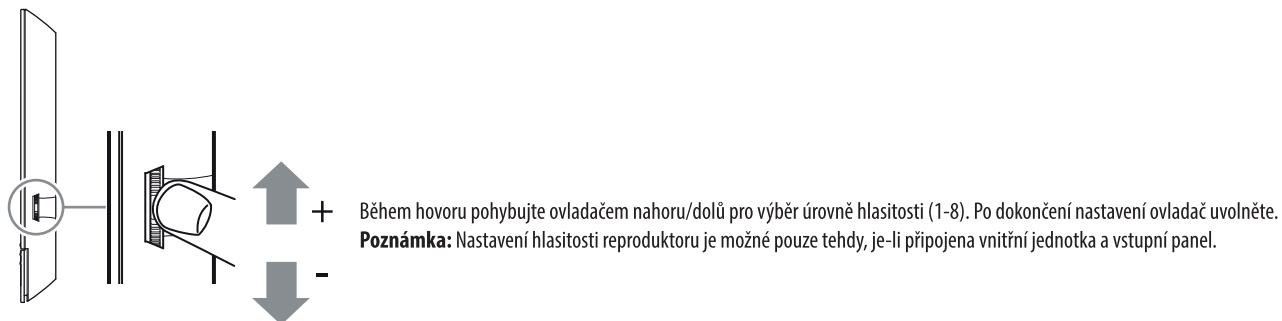 +
Během hovoru pohybujte ovladačem nahoru/dolů pro výběr úrovně hlasitosti (1-8). Po dokončení nastavení ovladač uvolněte.
Poznámka: Nastavení hlasitosti reproduktoru je možné pouze tehdy, je-li připojena vnitřní jednotka a vstupní panel.
-